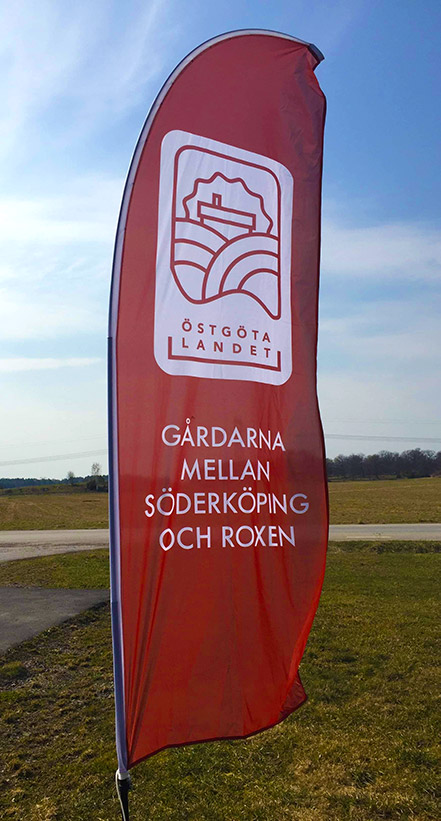 ÖSTGÖTA
LANDET
GÅRDARNA
MELLAN
SÖDERKÖPING
OCH ROXEN